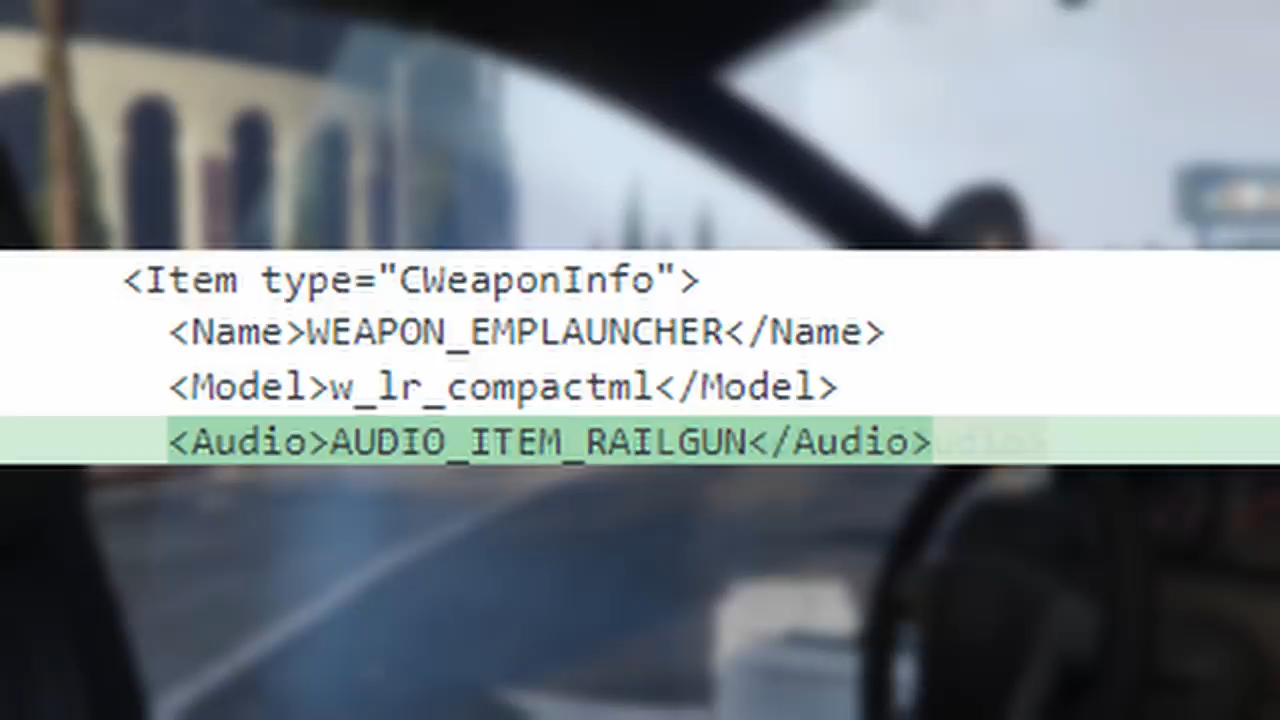 <Item type="CWeaponInfo">
<Name>WEAPON_EMPLAUNCHER</Name>
<Model>w_lr_compactml</Model>
<Audio>AUDIO_ITEM_RAILGUN</Audio>